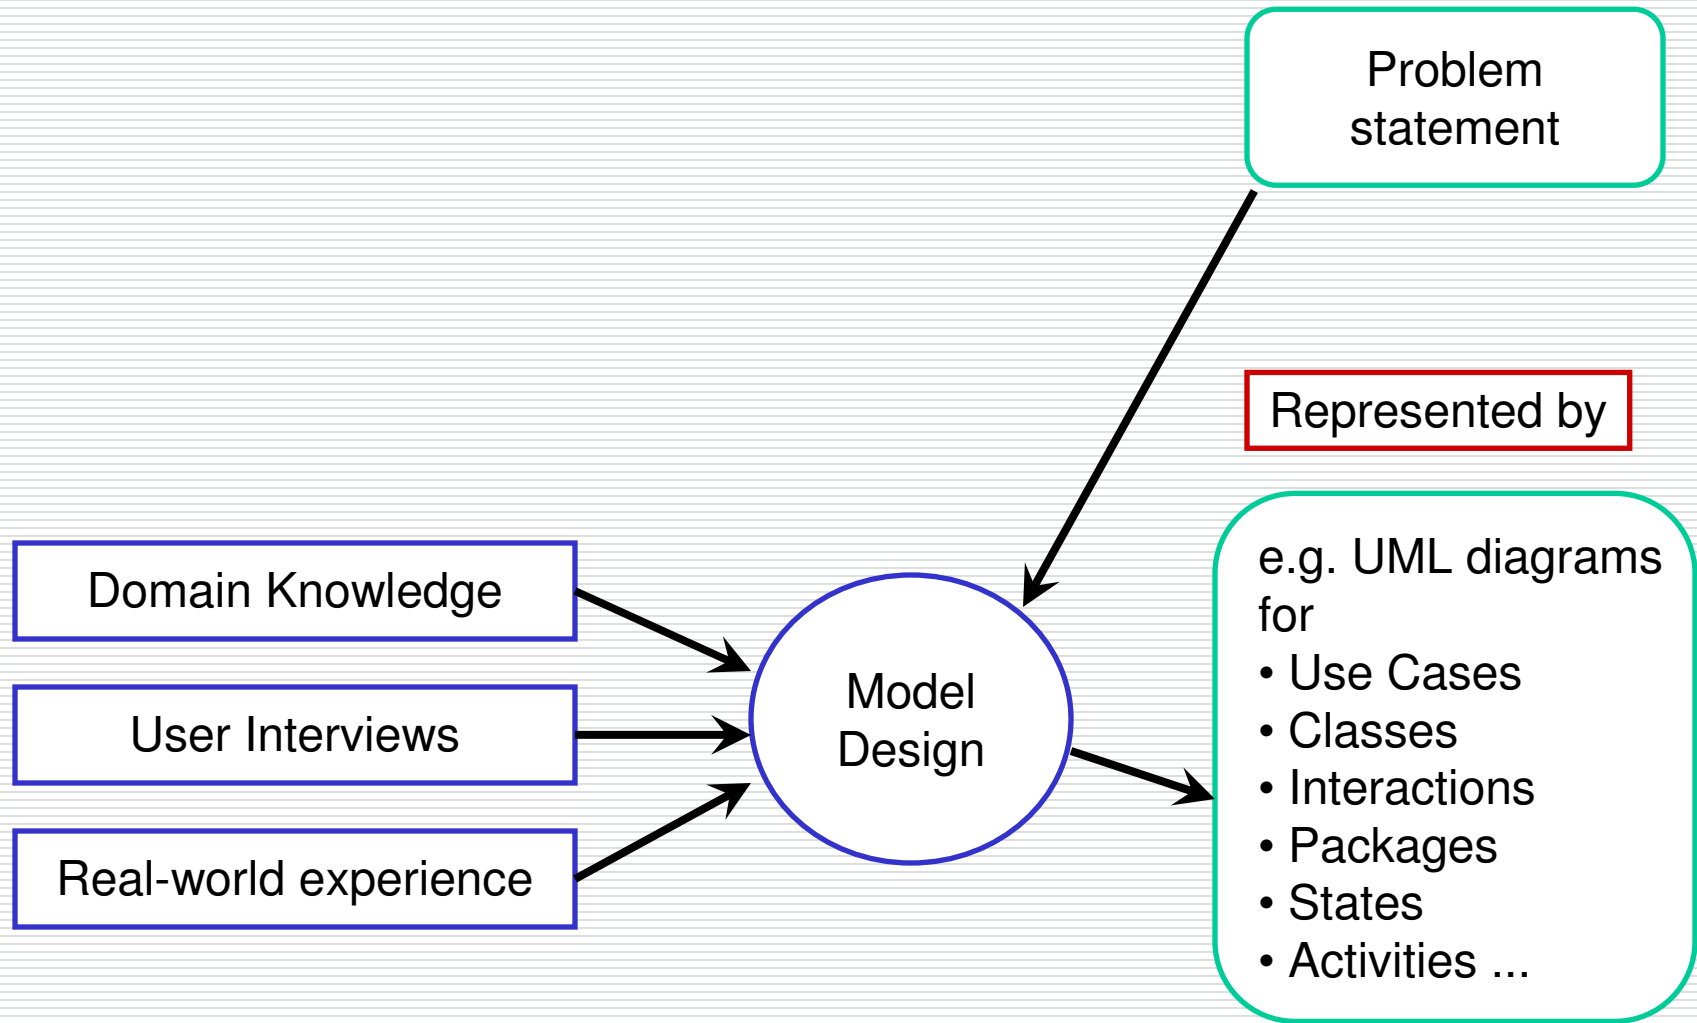 Problem
statement
Represented by
Domain Knowledge
User Interviews
Real-world experience
Model
Design
e.g. UML diagrams
for
• Use Cases
• Classes
• Interactions
• Packages
• States
• Activities ...